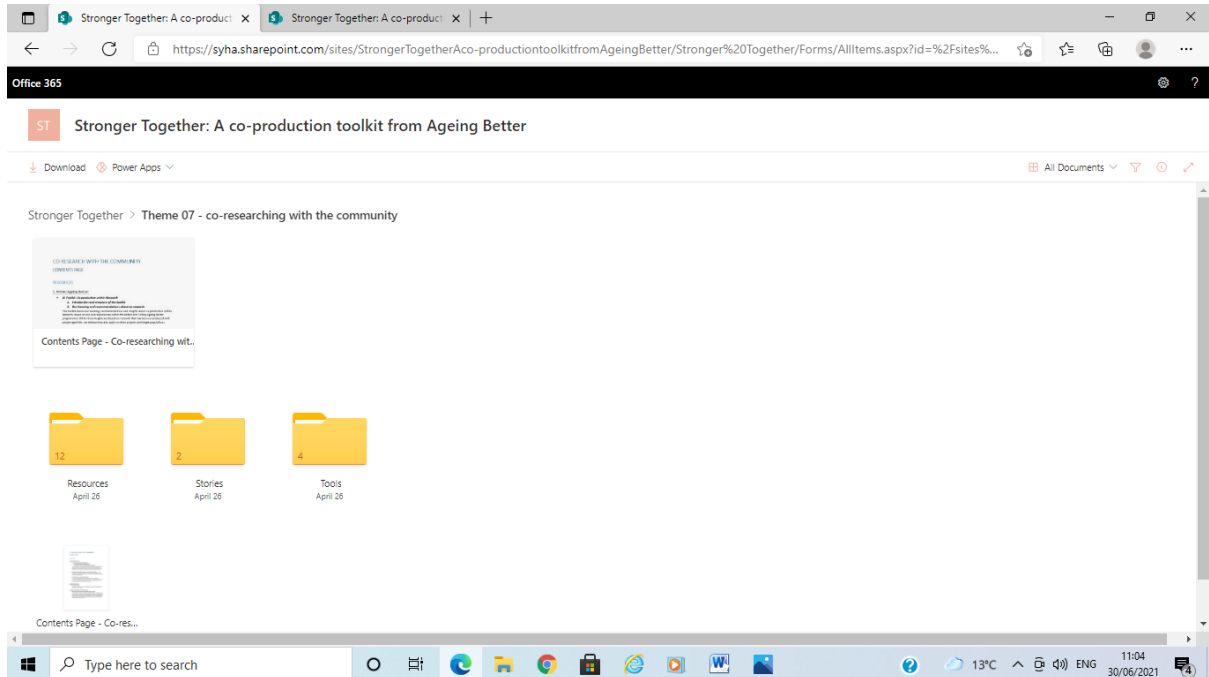 Stronger Together: A co-product
Stronger Together: A co-product
https://syha.sharepoint.com/sites/StrongerTogetherAco-productiontoolkitfromAgeingBetter/Stronger%20Together/Forms/AllItems.aspx?id=%2Fsites%...
Office 365
?
ST Stronger Together: A co-production toolkit from Ageing Better
Download Power Apps All Documents
Stronger Together > Theme 07 - co-researching with the community
CO-RESEARCH WITH THE COMMUNITY
CONTENTS PAGE
RESOURCES
Contents Page - Co-researching wit..
12 2 4
Resources Stories Tools
April 26 April 26 April 26
Contents Page - Co-res...
Type here to search
13°C ENG 11:04
30/06/2021
4